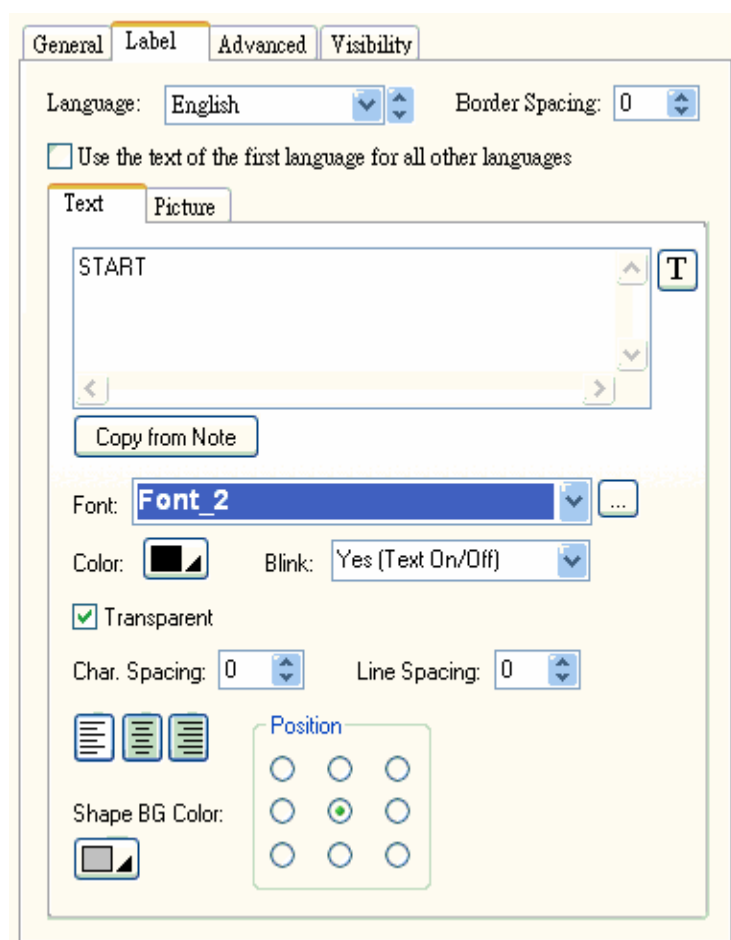 General Label Advanced Visibility
Language: English Border Spacing: 0
Use the text of the first language for all other languages
Text Picture
START
T
Copy from Note
Font: Font_2 ...
Color: Blink: Yes (Text On/Off)
Transparent
Char. Spacing: 0 Line Spacing: 0
Position
Shape BG Color: